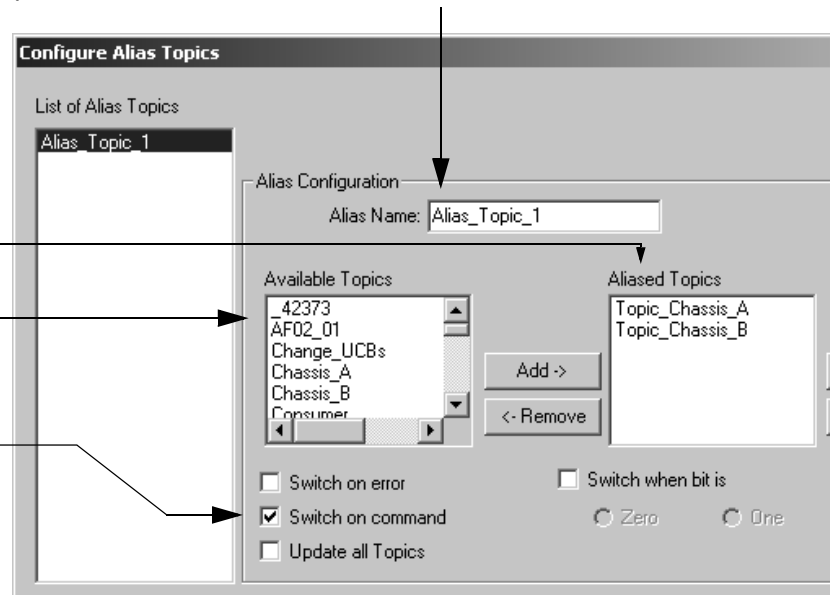 Configure Alias Topics
List of Alias Topics
Alias_Topic_1
Alias Configuration
Alias Name: Alias_Topic_1
Available Topics
_42373
AF02_01
Change_UCBs
Chassis_A
Chassis_B
Consumer
Add ->
<- Remove
Aliased Topics
Topic_Chassis_A
Topic_Chassis_B
Switch on error
Switch on command
Update all Topics
Switch when bit is
Zero One